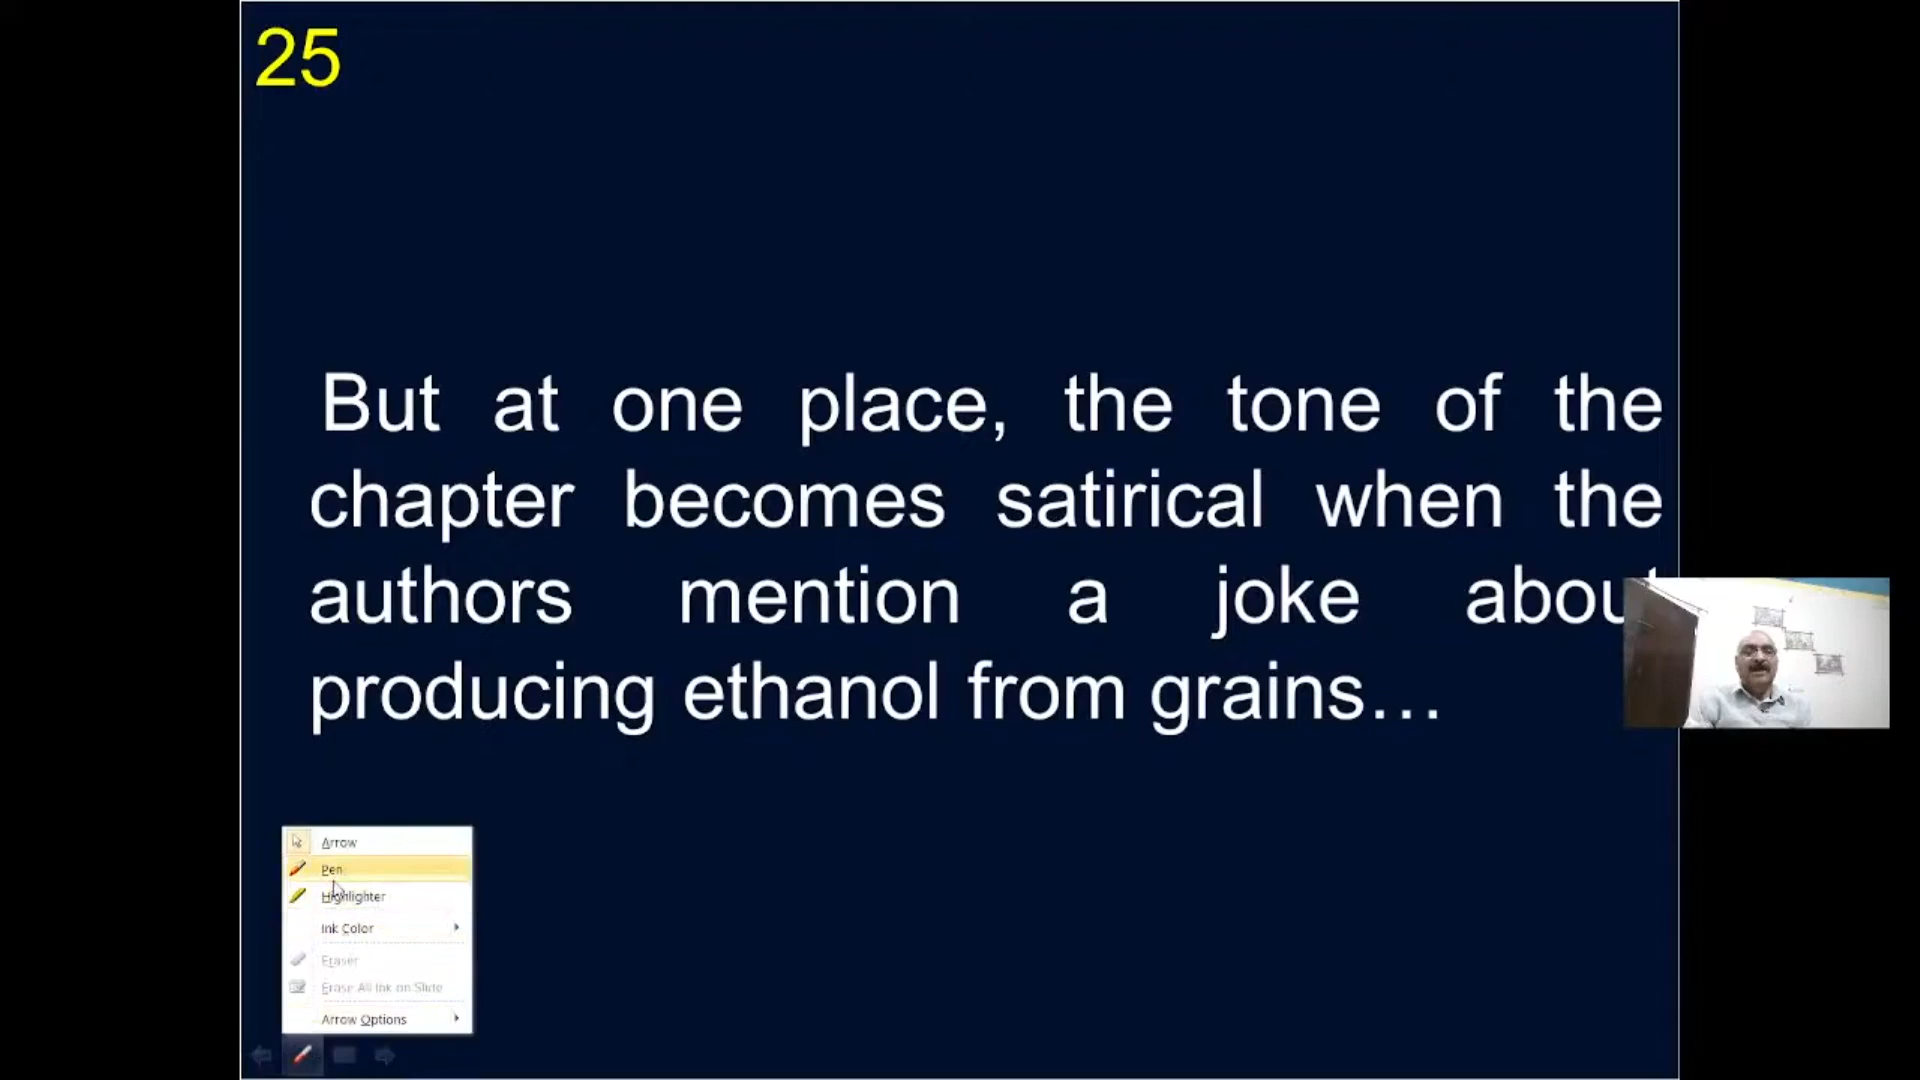 25
But at one place, the tone of the
chapter becomes satirical when the
authors mention a joke about
producing ethanol from grains…
Arrow
Pen
Highlighter
Ink Color
Eraser
Erase All Ink on Slide
Arrow Options